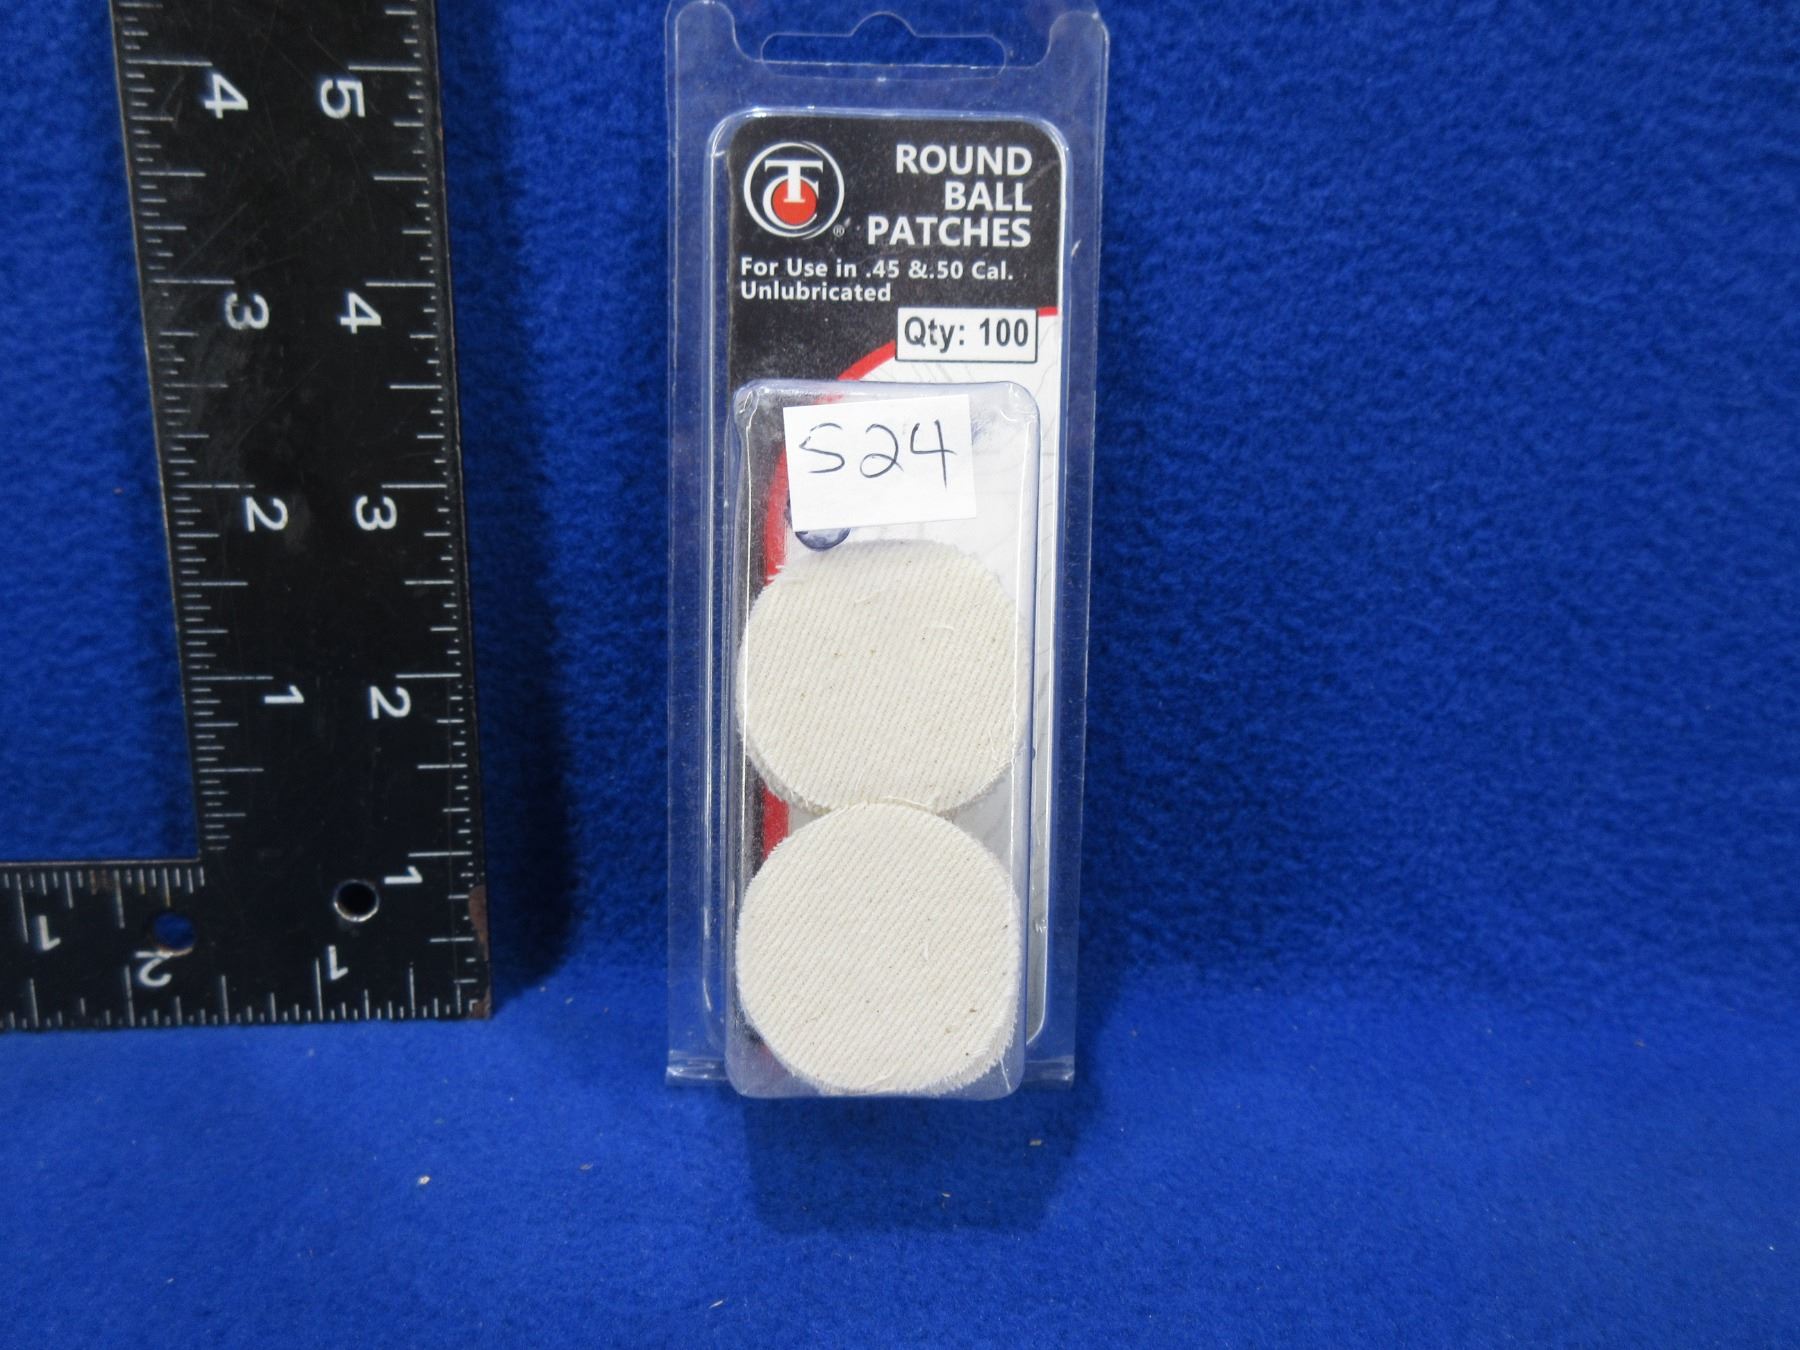 4 5
3 4
2 3
1 2
1
1
2 1
TC®
ROUND
BALL
PATCHES
For Use in .45 &.50 Cal.
Unlubricated
Qty: 100
S24